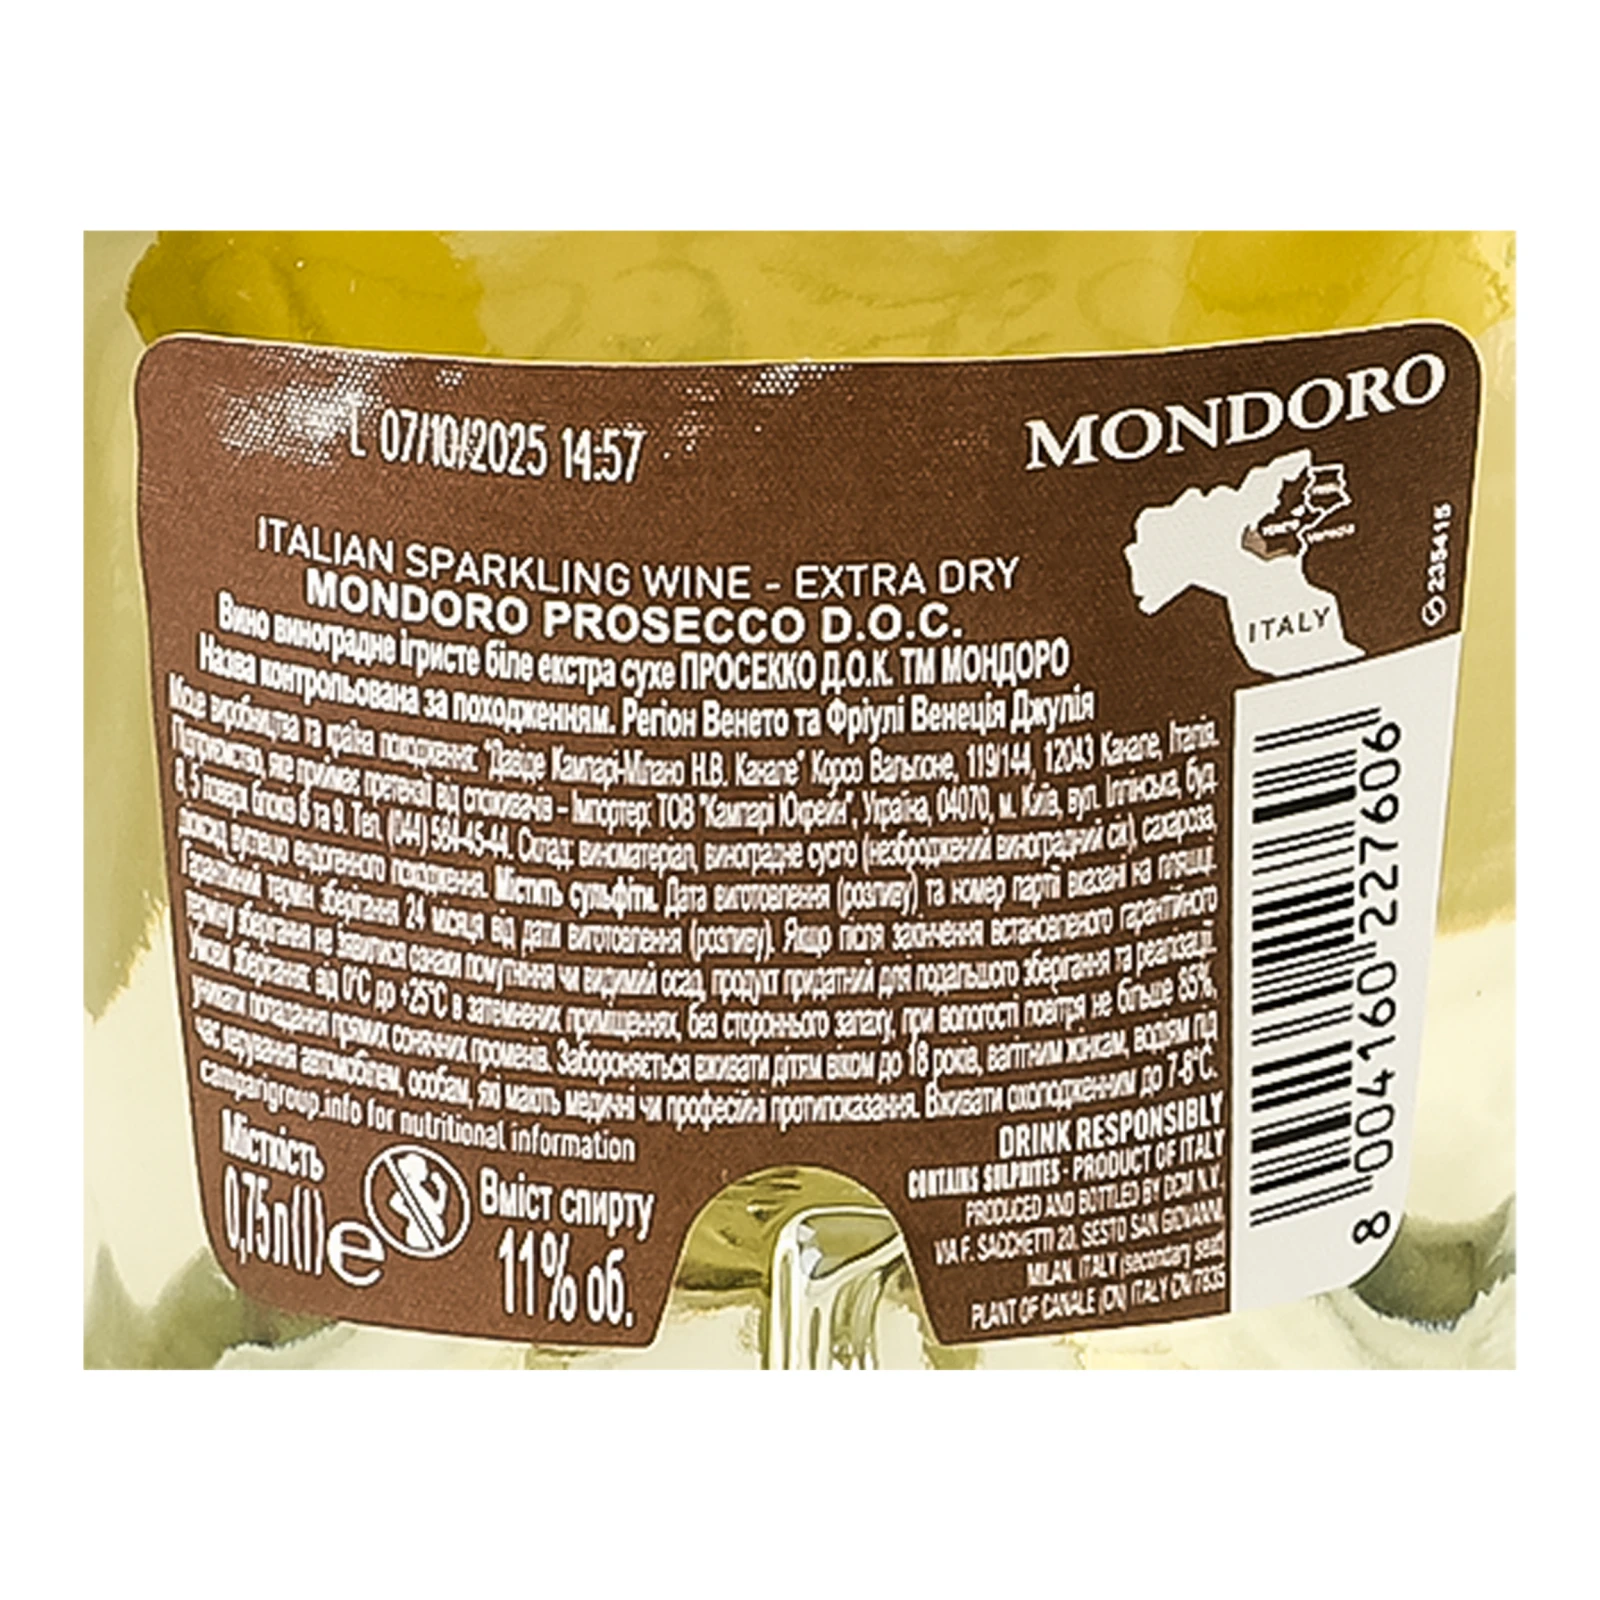 L 07/10/2025 14:57
MONDORO
ITALY
235415
ITALIAN SPARKLING WINE - EXTRA DRY
MONDORO PROSECCO D.O.C.
Вино виноградне ігристе біле екстра сухе ПРОСЕККО Д.О.К. ТМ МОНДОРО
Назва контрольована за походженням. Регіон Венето та Фріулі Венеція Джулія
Місце виробництва та країна походження: "Давіде Кампарі-Мілано Н.В. Канале" Корсо Вальпоне, 119/144, 12043 Канале, Італія.
Підприємство, яке приймає претензії від споживачів – Імпортер: ТОВ "Кампарі Юкрейн", Україна, 04070, м. Київ, вул. Іллінська, буд.
8, 5 поверх блоків 8 та 9. Тел. (044) 584-45-44. Склад: виноматеріал, виноградне сусло (незброджений виноградний сік), сахароза,
діоксид вуглецю ендогенного походження. Містить сульфіти. Дата виготовлення (розливу) та номер партії вказані на пляшці.
Гарантійний термін зберігання 24 місяця від дати виготовлення (розливу). Якщо після закінчення встановленого гарантійного
терміну зберігання не з'явилися ознаки помутніння чи видимий осад, продукт придатний для подальшого зберігання та реалізації.
Умови зберігання: від 0°С до +25°С в затемнених приміщеннях, без стороннього запаху, при вологості повітря не більше 85%,
уникати попадання прямих сонячних променів. Забороняється вживати дітям віком до 18 років, вагітним жінкам, водіям під
час керування автомобілем, особам, які мають медичні чи професійні протипоказання. Вживати охолодженним до 7-8°С.
camparigroup.info for nutritional information
Місткість
0,75л(l)e
Вміст спирту
11% об.
DRINK RESPONSIBLY
CONTAINS SULPHITES - PRODUCT OF ITALY
PRODUCED AND BOTTLED BY DCM N.V.
VIA F. SACCHETTI 20, SESTO SAN GIOVANNI,
MILAN, ITALY (secondary seat)
PLANT OF CANALE (CN) ITALY CN/7835
8 004160 227606